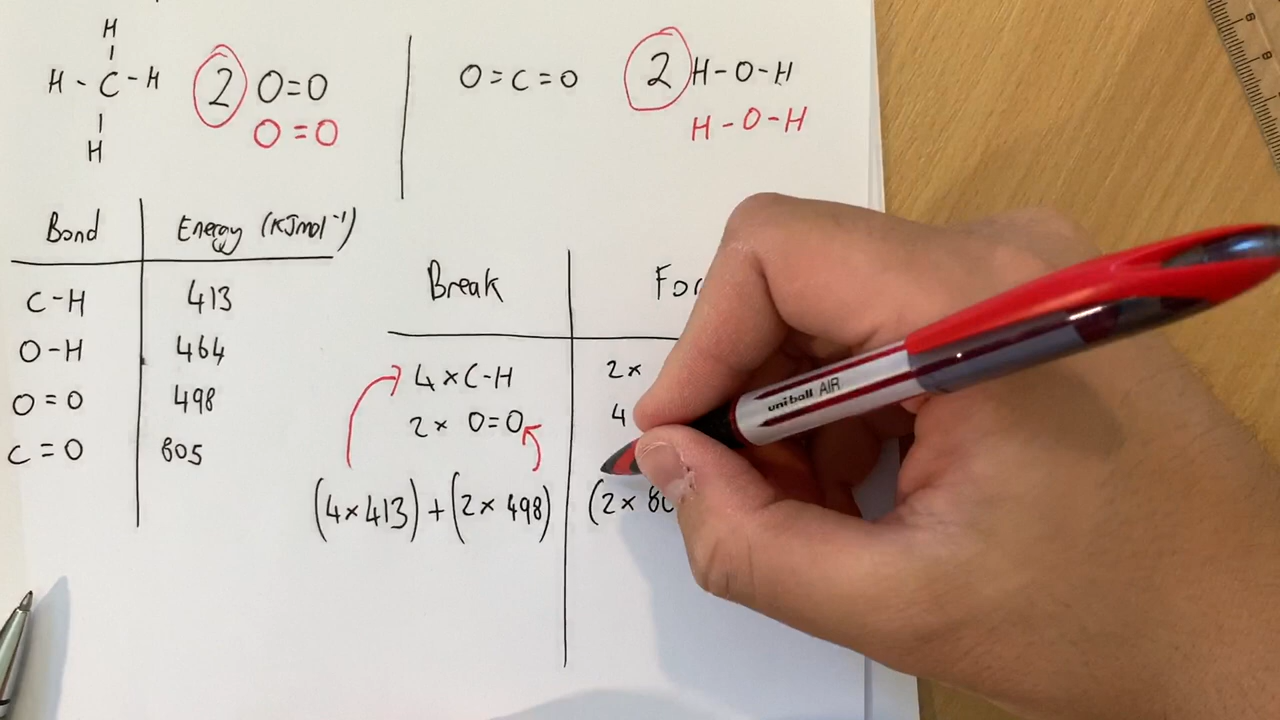 H
H - C - H 2 O=O O=C=O 2 H-O-H
H O=O H-O-H
Bond Energy (KJmol⁻¹)
C-H 413
O-H 464
O=O 498
C=O 805
Break
4×C-H 2×
2× O=O 4
(4×413)+(2×498) (2×
uniball AIR